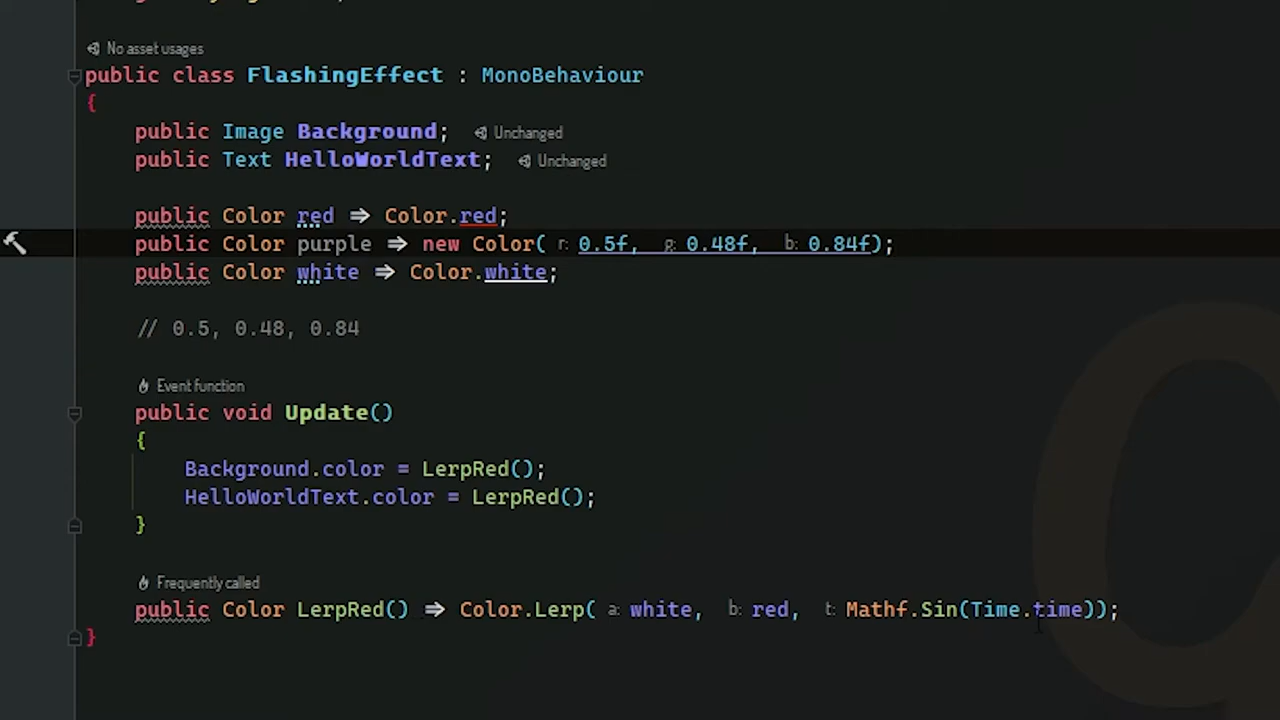 No asset usages
public class FlashingEffect : MonoBehaviour
{
public Image Background; Unchanged
public Text HelloWorldText; Unchanged
public Color red => Color.red;
public Color purple => new Color( r: 0.5f, g: 0.48f, b: 0.84f);
public Color white => Color.white;
// 0.5, 0.48, 0.84
Event function
public void Update()
{
Background.color = LerpRed();
HelloWorldText.color = LerpRed();
}
Frequently called
public Color LerpRed() => Color.Lerp( a: white, b: red, t: Mathf.Sin(Time.time));
}